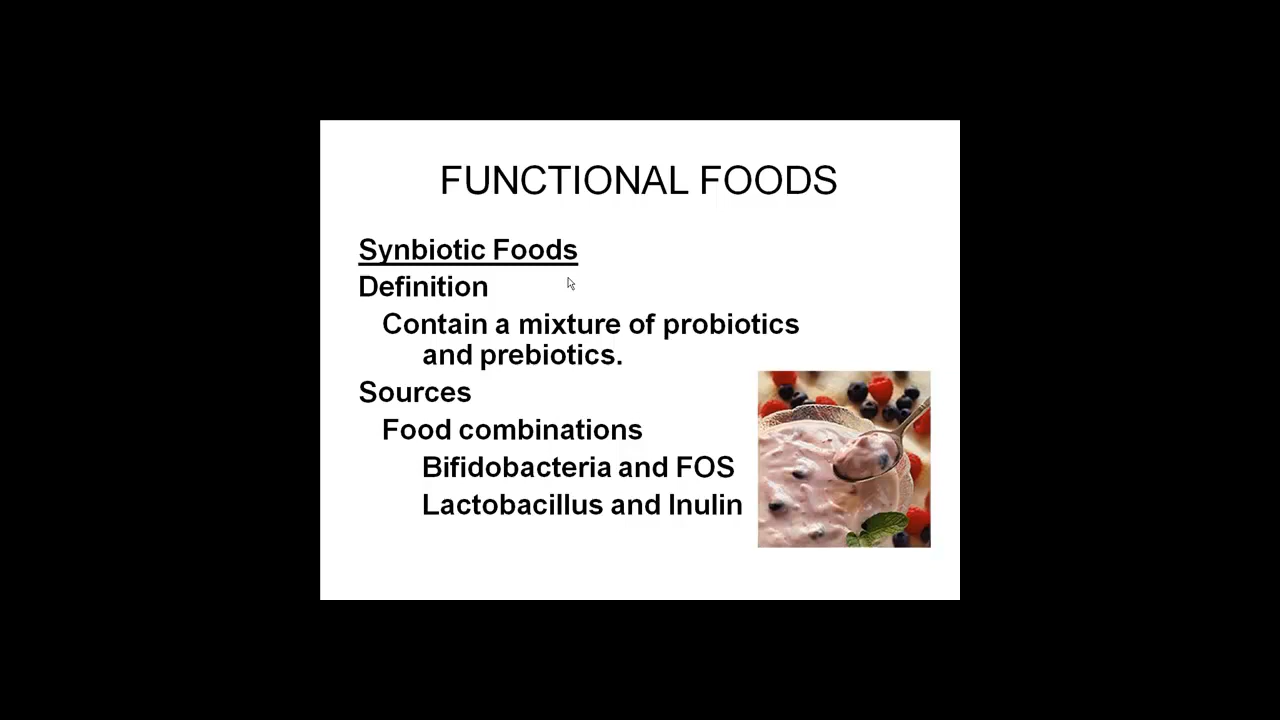 FUNCTIONAL FOODS
Synbiotic Foods
Definition
Contain a mixture of probiotics
and prebiotics.
Sources
Food combinations
Bifidobacteria and FOS
Lactobacillus and Inulin